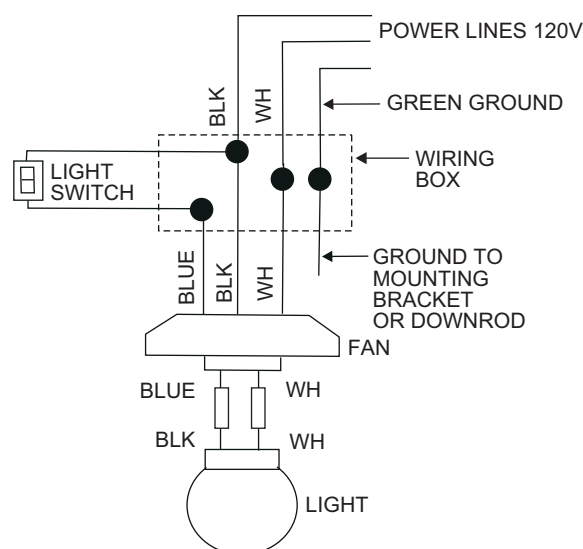 POWER LINES 120V
BLK
WH
GREEN GROUND
LIGHT
SWITCH
WIRING
BOX
BLUE
BLK
WH
GROUND TO
MOUNTING
BRACKET
OR DOWNROD
FAN
BLUE
WH
BLK
WH
LIGHT